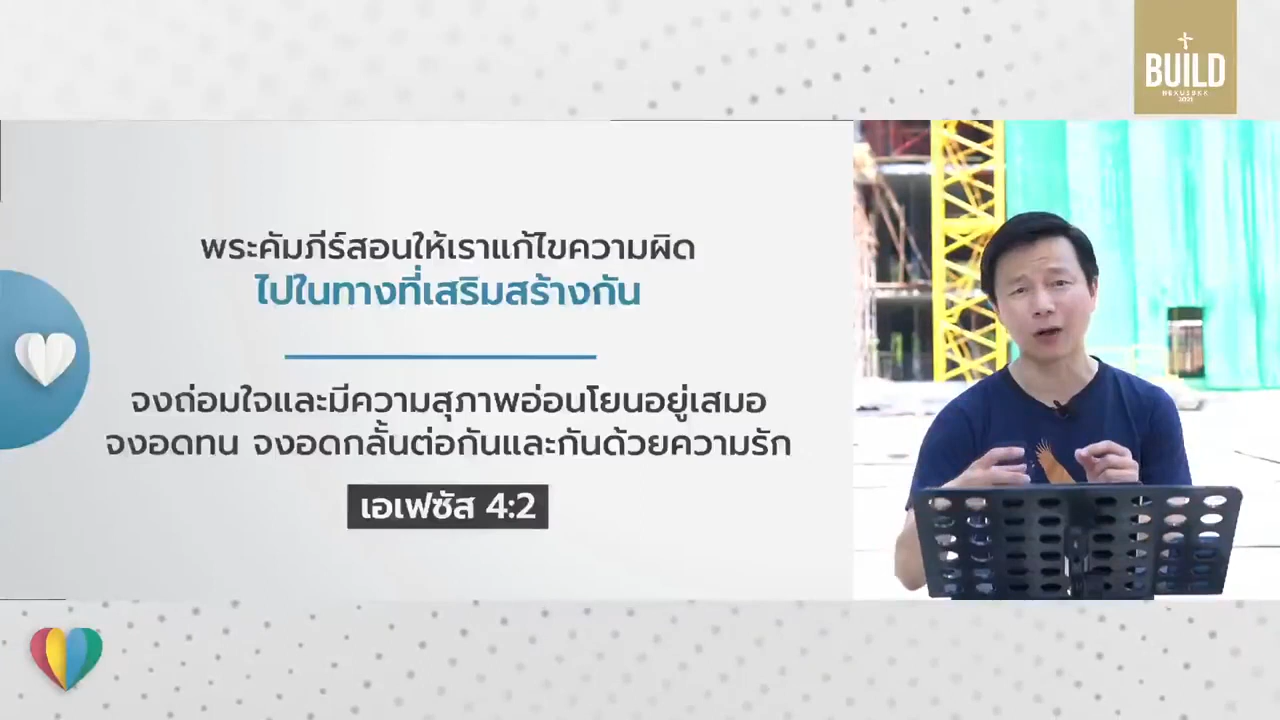 BUILD
NEXUSBKK
2021
พระคัมภีร์สอนให้เราแก้ไขความผิด
ไปในทางที่เสริมสร้างกัน
จงถ่อมใจและมีความสุภาพอ่อนโยนอยู่เสมอ
จงอดทน จงอดกลั้นต่อกันและกันด้วยความรัก
เอเฟซัส 4:2